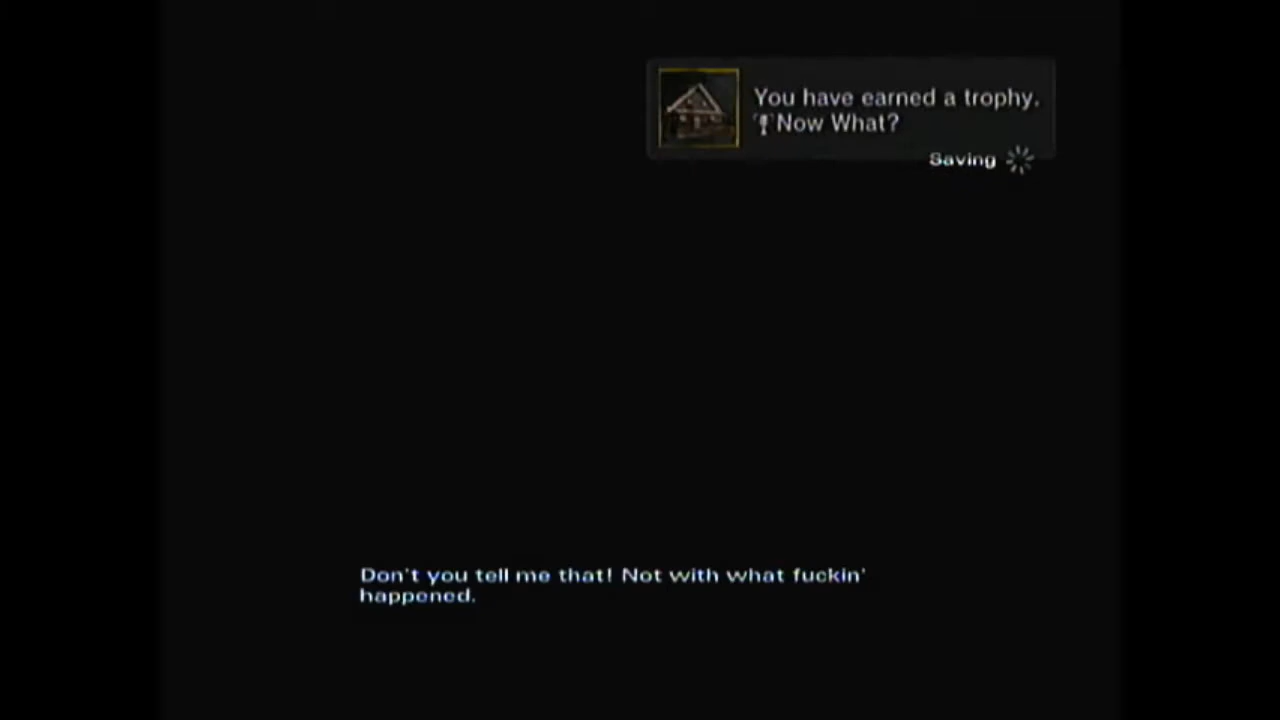 You have earned a trophy.
Now What?
Saving
Don't you tell me that! Not with what fuckin'
happened.